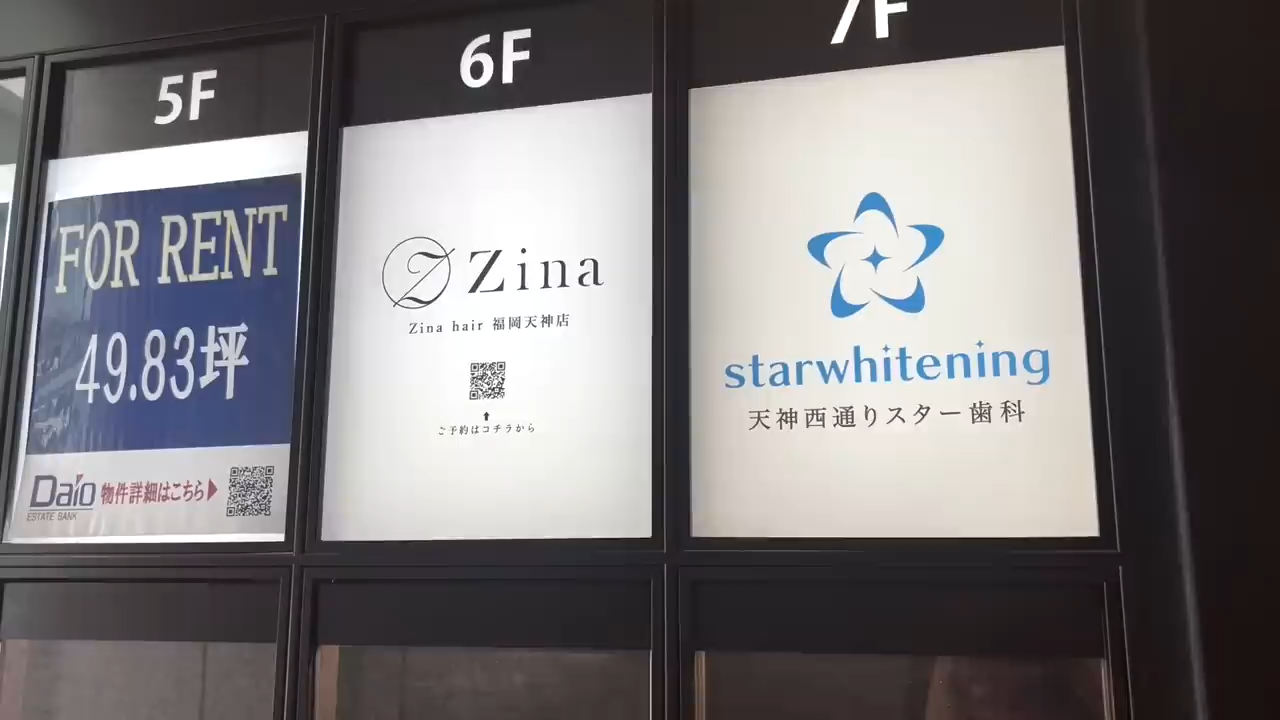 5F
FOR RENT
49.83坪
Daio
ESTATE BANK
物件詳細はこちら▶
6F
Zina
Zina hair 福岡天神店
⬆
ご予約はコチラから
7F
starwhitening
天神西通りスター歯科